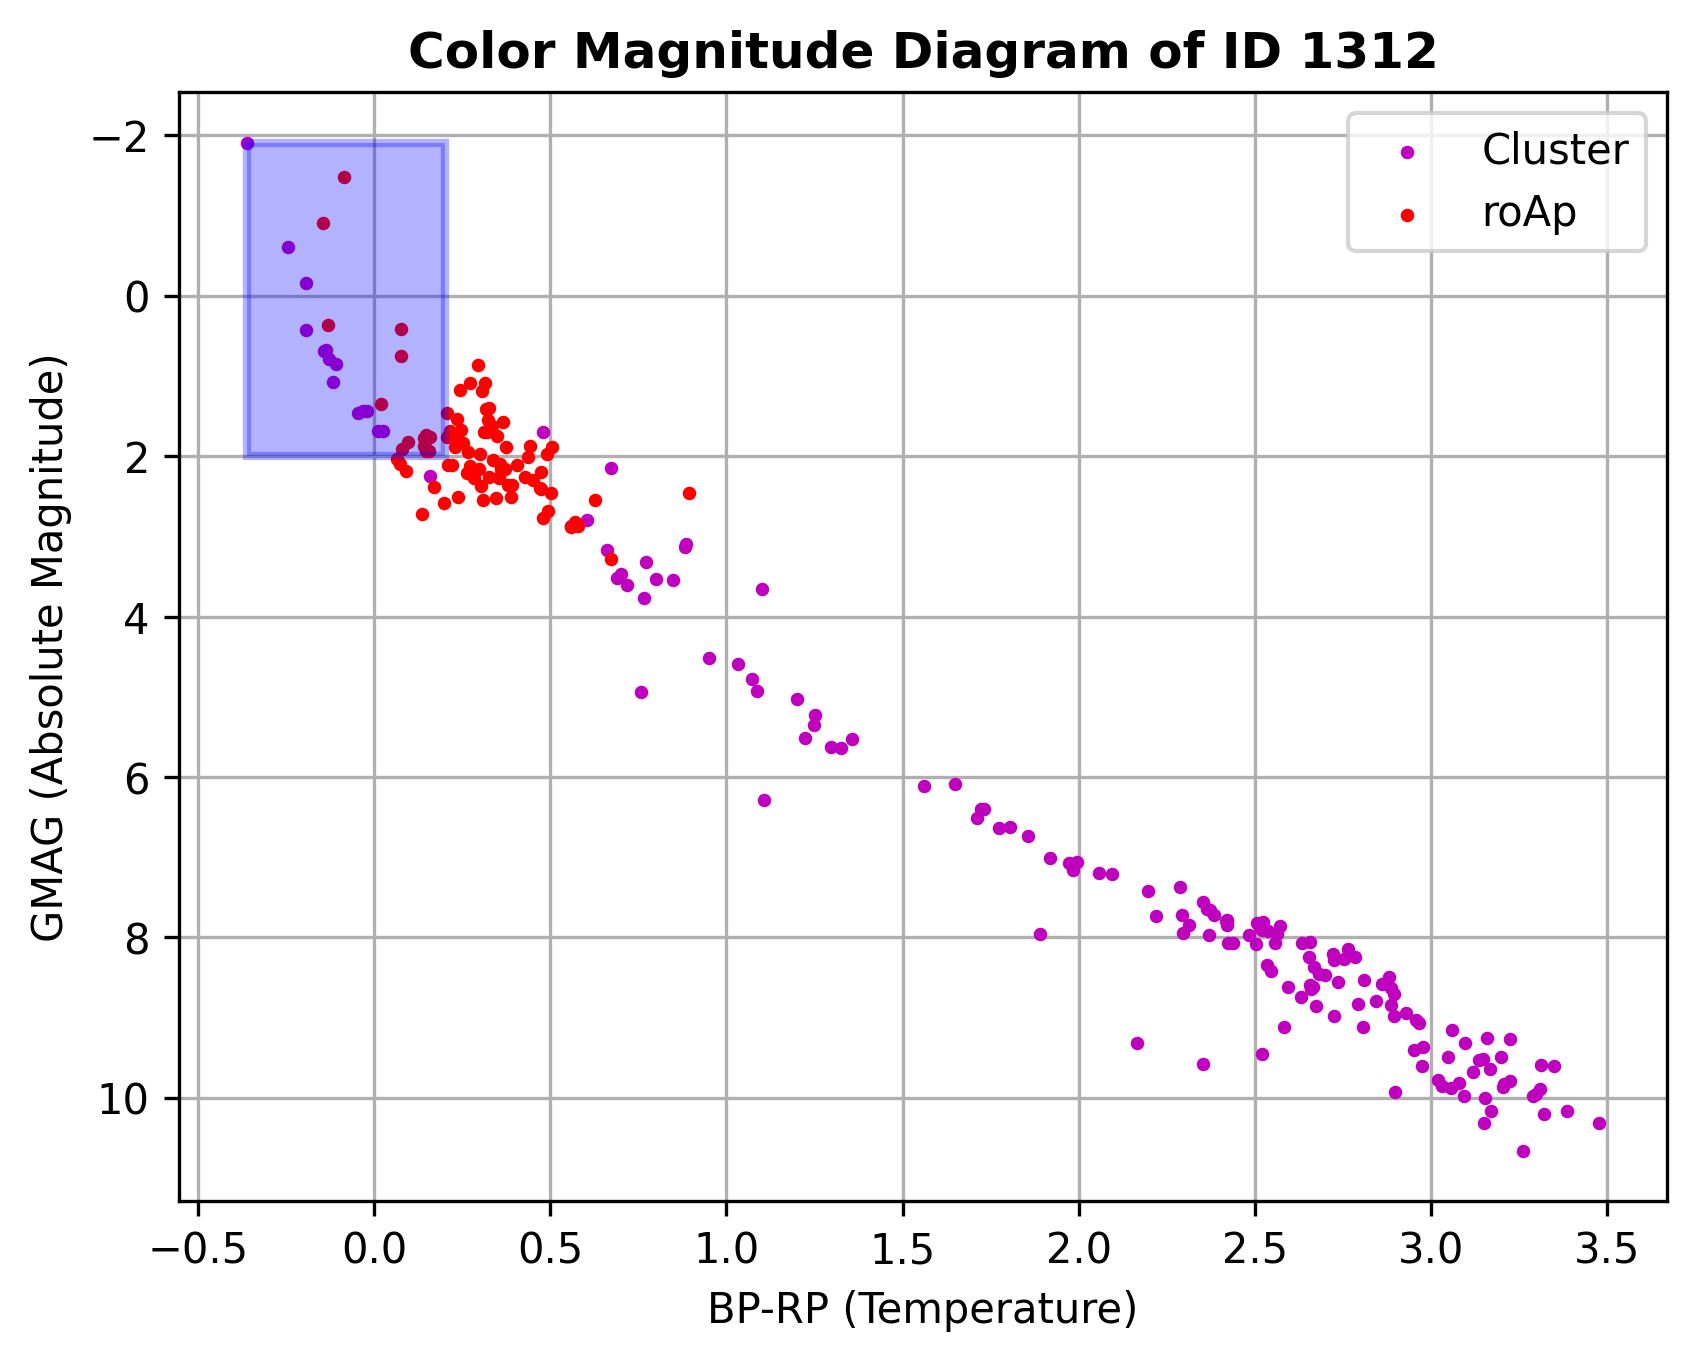 Color Magnitude Diagram of ID 1312
Cluster
roAp
GMAG (Absolute Magnitude)
−2
0
2
4
6
8
10
−0.5 0.0 0.5 1.0 1.5 2.0 2.5 3.0 3.5
BP-RP (Temperature)